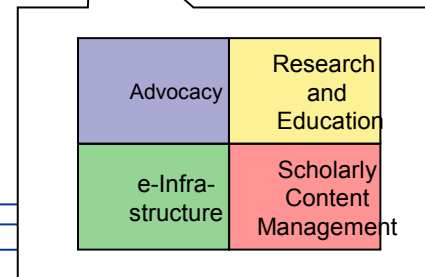 Advocacy
Research
and
Education
e-Infra-
structure
Scholarly
Content
Management